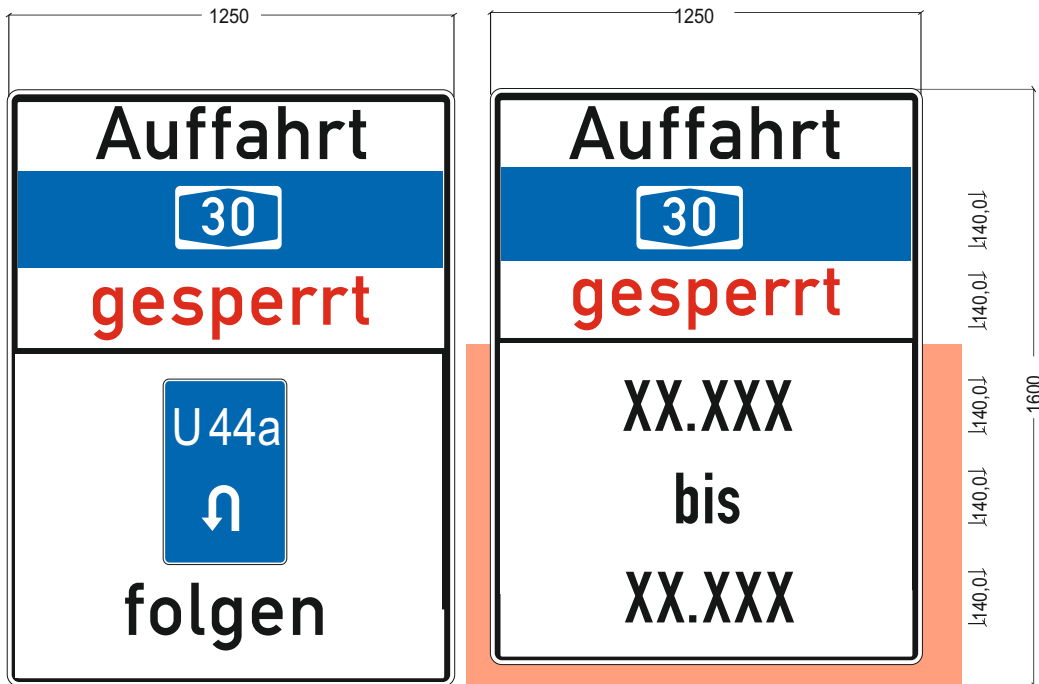 1250
Auffahrt
30
gesperrt
U 44a
folgen
1250
Auffahrt
30
gesperrt
XX.XXX
bis
XX.XXX
140,0
140,0
140,0
140,0
140,0
1600